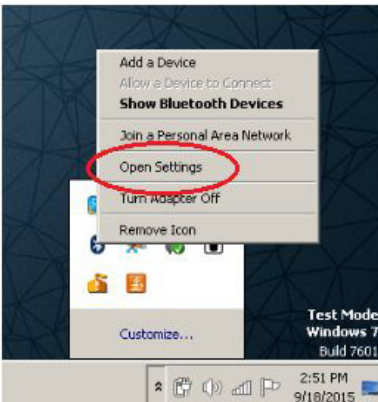 Add a Device
Allow a Device to Connect
Show Bluetooth Devices
Join a Personal Area Network
Open Settings
Turn Adapter Off
Remove Icon
Customize...
Test Mode
Windows 7
Build 7601
2:51 PM
9/18/2015